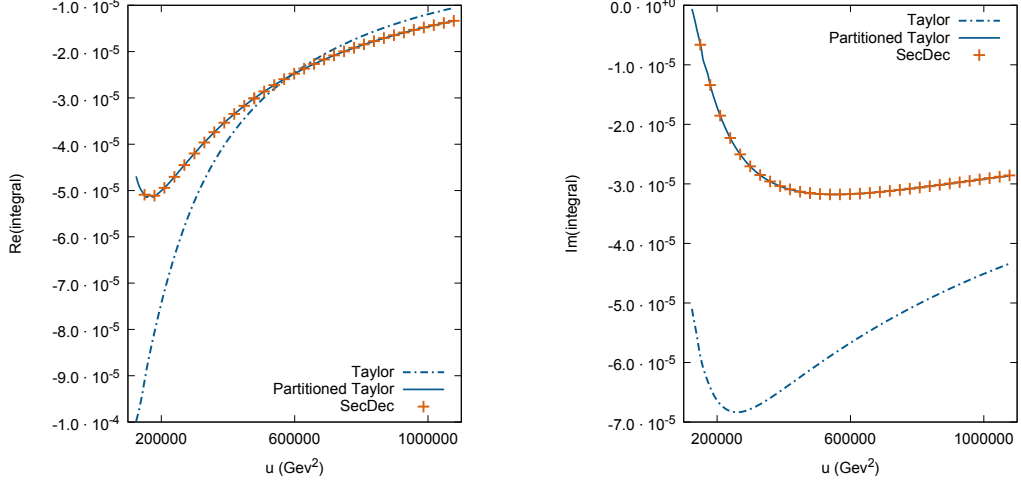 -1.0 · 10-5
-2.0 · 10-5
-3.0 · 10-5
-4.0 · 10-5
-5.0 · 10-5
-6.0 · 10-5
-7.0 · 10-5
-8.0 · 10-5
-9.0 · 10-5
-1.0 · 10-4
Re(integral)
200000 600000 1000000
u (Gev2)
Taylor
Partitioned Taylor
SecDec
0.0 · 10+0
-1.0 · 10-5
-2.0 · 10-5
-3.0 · 10-5
-4.0 · 10-5
-5.0 · 10-5
-6.0 · 10-5
-7.0 · 10-5
Im(integral)
200000 600000 1000000
u (Gev2)
Taylor
Partitioned Taylor
SecDec